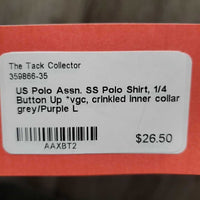 The Tack Collector
359866-35
US Polo Assn. SS Polo Shirt, 1/4
Button Up *vgc, crinkled inner collar
grey/Purple L
$26.50
AAXBT2